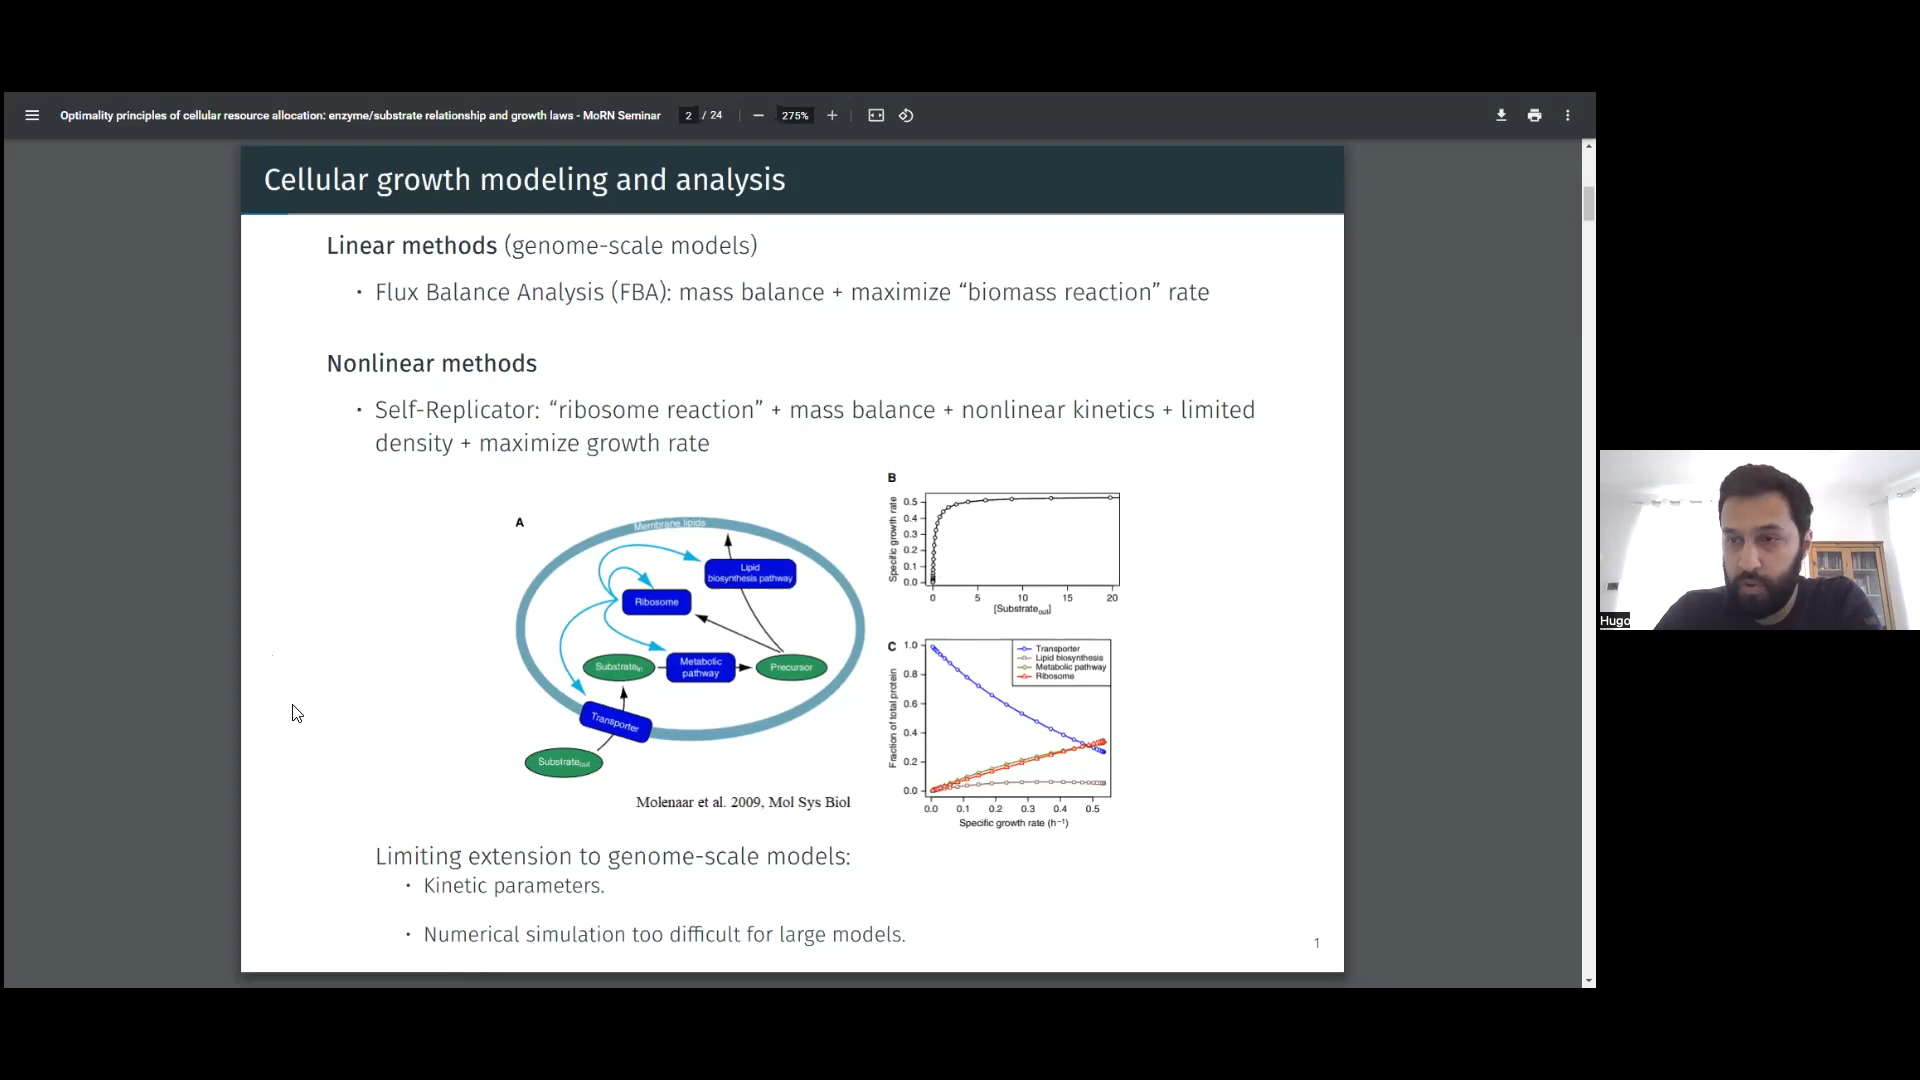 Optimality principles of cellular resource allocation: enzyme/substrate relationship and growth laws - MoRN Seminar 2 / 24 275%
Cellular growth modeling and analysis
Linear methods (genome-scale models)
• Flux Balance Analysis (FBA): mass balance + maximize “biomass reaction” rate
Nonlinear methods
• Self-Replicator: “ribosome reaction” + mass balance + nonlinear kinetics + limited
density + maximize growth rate
A
Membrane lipids
Lipid
biosynthesis pathway
Ribosome
Substratein
Metabolic
pathway
Precursor
Transporter
Substrateout
Molenaar et al. 2009, Mol Sys Biol
B
Specific growth rate
0.5
0.4
0.3
0.2
0.1
0.0
0 5 10 15 20
[Substrateout]
C
Fraction of total protein
1.0
0.8
0.6
0.4
0.2
0.0
Transporter
Lipid biosynthesis
Metabolic pathway
Ribosome
0.0 0.1 0.2 0.3 0.4 0.5
Specific growth rate (h⁻¹)
Limiting extension to genome-scale models:
• Kinetic parameters.
• Numerical simulation too difficult for large models.
1
Hugo